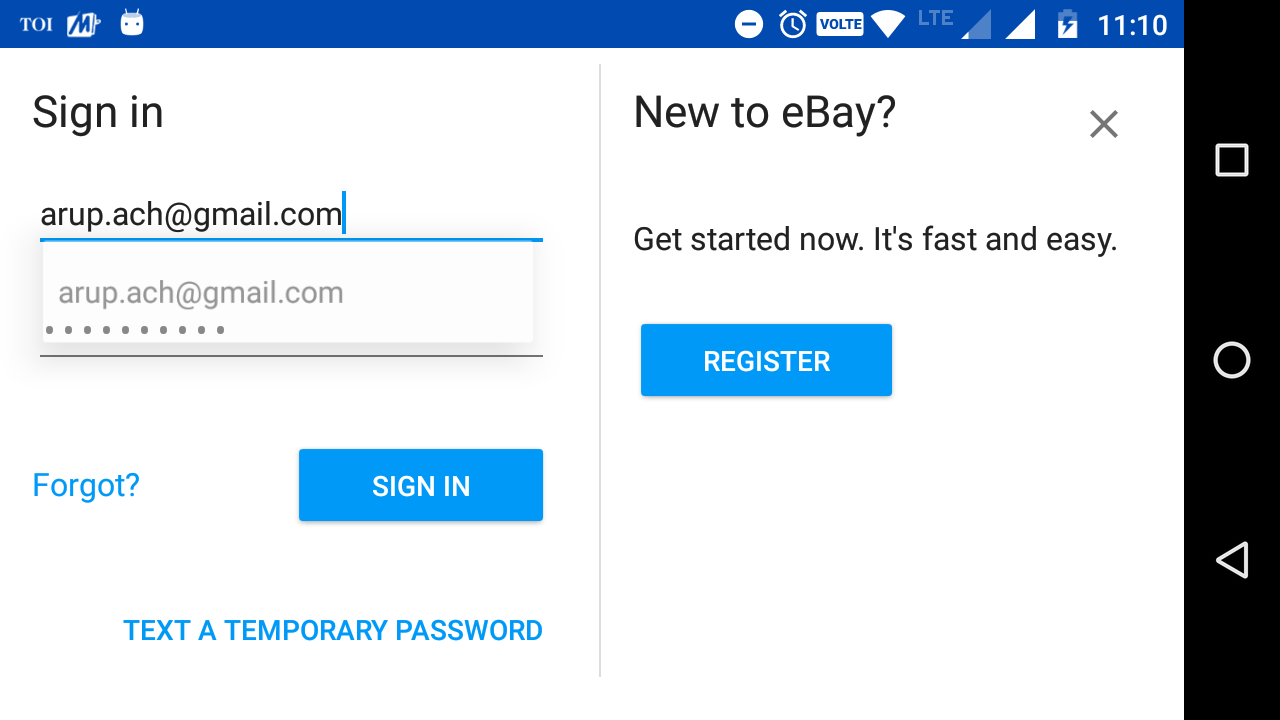 TOI
VOLTE
LTE
11:10
Sign in
arup.ach@gmail.com
arup.ach@gmail.com
Forgot?
SIGN IN
TEXT A TEMPORARY PASSWORD
New to eBay?
Get started now. It's fast and easy.
REGISTER